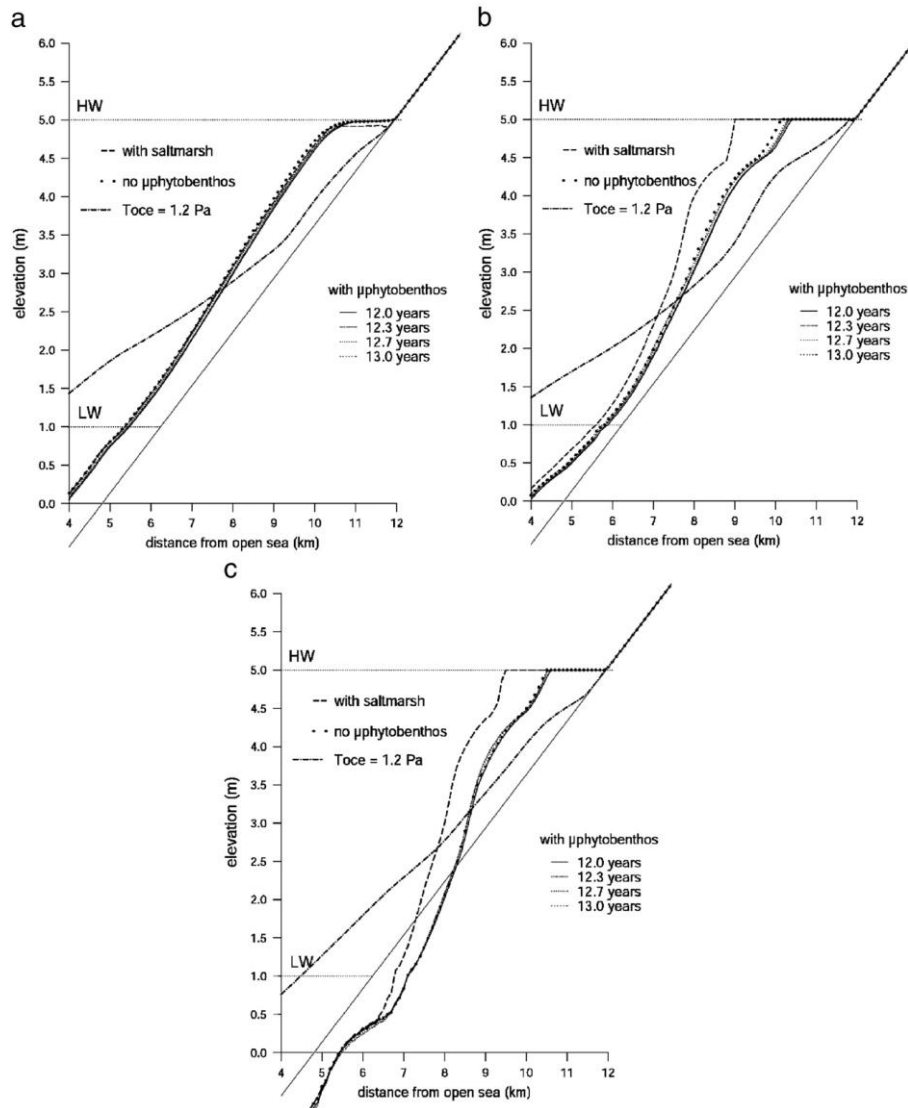 a
6.0
5.5
HW
5.0
with saltmarsh
4.5
no μphytobenthos
4.0
Toce = 1.2 Pa
3.5
elevation (m)
3.0
with μphytobenthos
2.5
12.0 years
12.3 years
2.0
12.7 years
13.0 years
1.5
LW
1.0
0.5
0.0
4 5 6 7 8 9 10 11 12
distance from open sea (km)
b
6.0
5.5
HW
5.0
with saltmarsh
4.5
no μphytobenthos
4.0
Toce = 1.2 Pa
3.5
elevation (m)
3.0
with μphytobenthos
2.5
12.0 years
12.3 years
2.0
12.7 years
13.0 years
1.5
LW
1.0
0.5
0.0
4 5 6 7 8 9 10 11 12
distance from open sea (km)
c
6.0
5.5
HW
5.0
with saltmarsh
4.5
no μphytobenthos
4.0
Toce = 1.2 Pa
3.5
elevation (m)
3.0
with μphytobenthos
2.5
12.0 years
12.3 years
2.0
12.7 years
13.0 years
1.5
LW
1.0
0.5
0.0
4 5 6 7 8 9 10 11 12
distance from open sea (km)